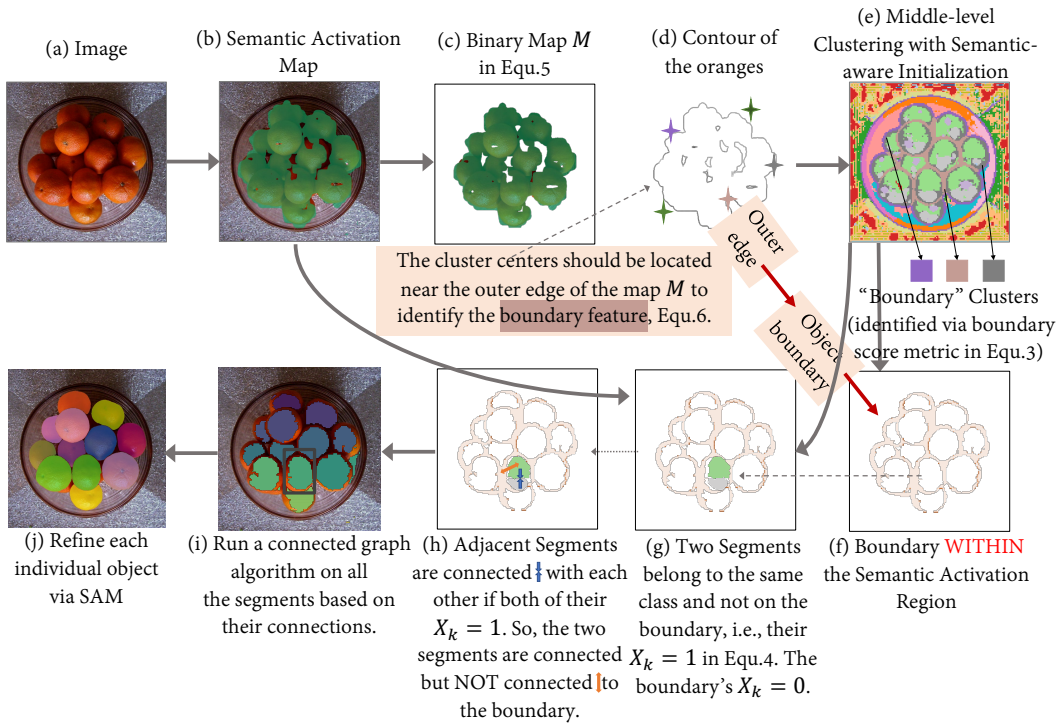 (a) Image
(b) Semantic Activation
Map
(c) Binary Map M
in Equ.5
(d) Contour of
the oranges
(e) Middle-level
Clustering with Semantic-
aware Initialization
The cluster centers should be located
near the outer edge of the map M to
identify the boundary feature, Equ.6.
Outer
edge
Object
boundary
“Boundary” Clusters
(identified via boundary
score metric in Equ.3)
(j) Refine each
individual object
via SAM
(i) Run a connected graph
algorithm on all
the segments based on
their connections.
(h) Adjacent Segments
are connected with each
other if both of their
X_k = 1. So, the two
segments are connected
but NOT connected to
the boundary.
(g) Two Segments
belong to the same
class and not on the
boundary, i.e., their
X_k = 1 in Equ.4. The
boundary’s X_k = 0.
(f) Boundary WITHIN
the Semantic Activation
Region